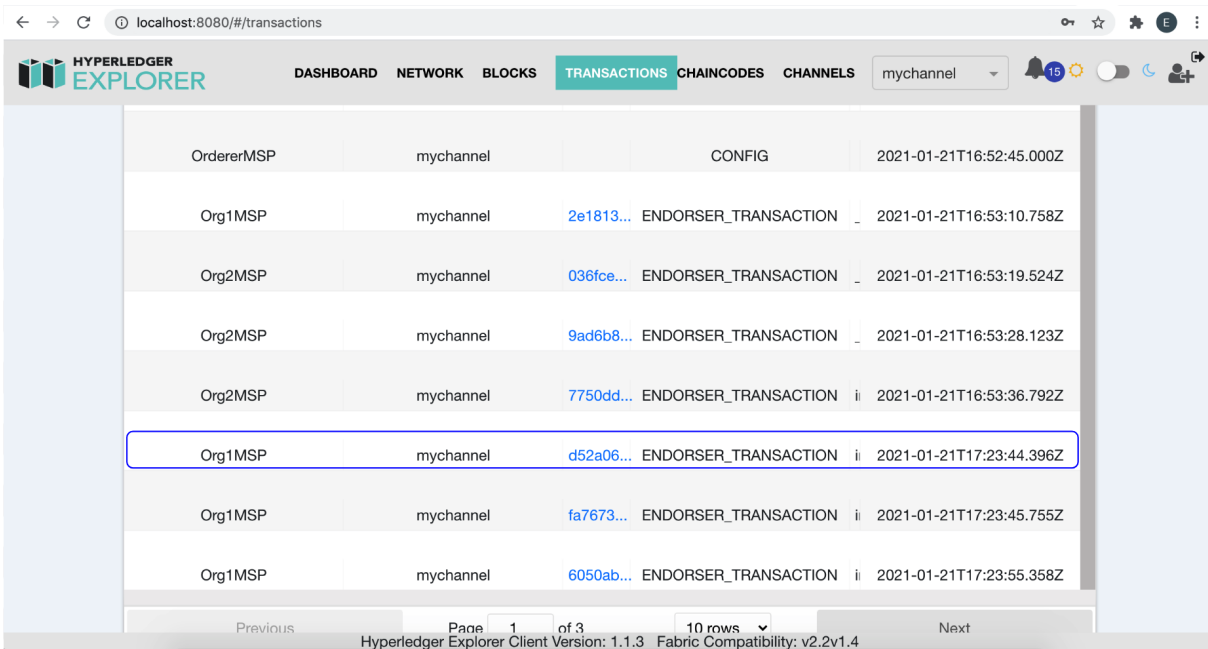 localhost:8080/#/transactions
E
HYPERLEDGER
EXPLORER
DASHBOARD NETWORK BLOCKS TRANSACTIONS CHAINCODES CHANNELS mychannel 15
OrdererMSP mychannel CONFIG 2021-01-21T16:52:45.000Z
Org1MSP mychannel 2e1813... ENDORSER_TRANSACTION _ 2021-01-21T16:53:10.758Z
Org2MSP mychannel 036fce... ENDORSER_TRANSACTION _ 2021-01-21T16:53:19.524Z
Org2MSP mychannel 9ad6b8... ENDORSER_TRANSACTION _ 2021-01-21T16:53:28.123Z
Org2MSP mychannel 7750dd... ENDORSER_TRANSACTION 2021-01-21T16:53:36.792Z
Org1MSP mychannel d52a06... ENDORSER_TRANSACTION 2021-01-21T17:23:44.396Z
Org1MSP mychannel fa7673... ENDORSER_TRANSACTION 2021-01-21T17:23:45.755Z
Org1MSP mychannel 6050ab... ENDORSER_TRANSACTION 2021-01-21T17:23:55.358Z
Previous Page 1 of 3 10 rows Next
Hyperledger Explorer Client Version: 1.1.3 Fabric Compatibility: v2.2v1.4